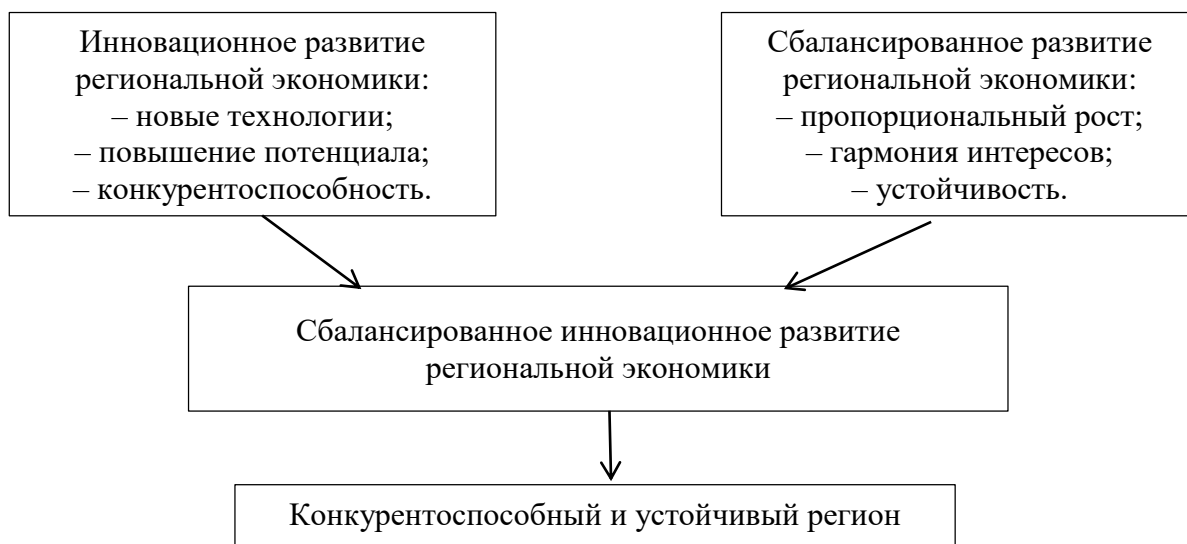 Инновационное развитие
региональной экономики:
– новые технологии;
– повышение потенциала;
– конкурентоспособность.
Сбалансированное развитие
региональной экономики:
– пропорциональный рост;
– гармония интересов;
– устойчивость.
Сбалансированное инновационное развитие
региональной экономики
Конкурентоспособный и устойчивый регион